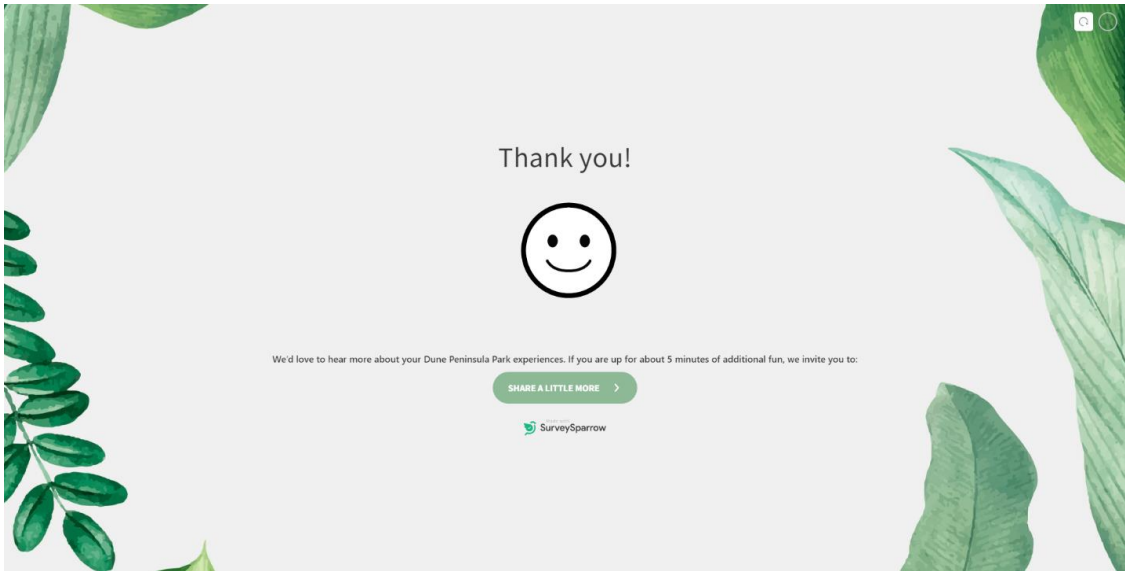 Thank you!
We'd love to hear more about your Dune Peninsula Park experiences. If you are up for about 5 minutes of additional fun, we invite you to:
SHARE A LITTLE MORE
SurveySparrow